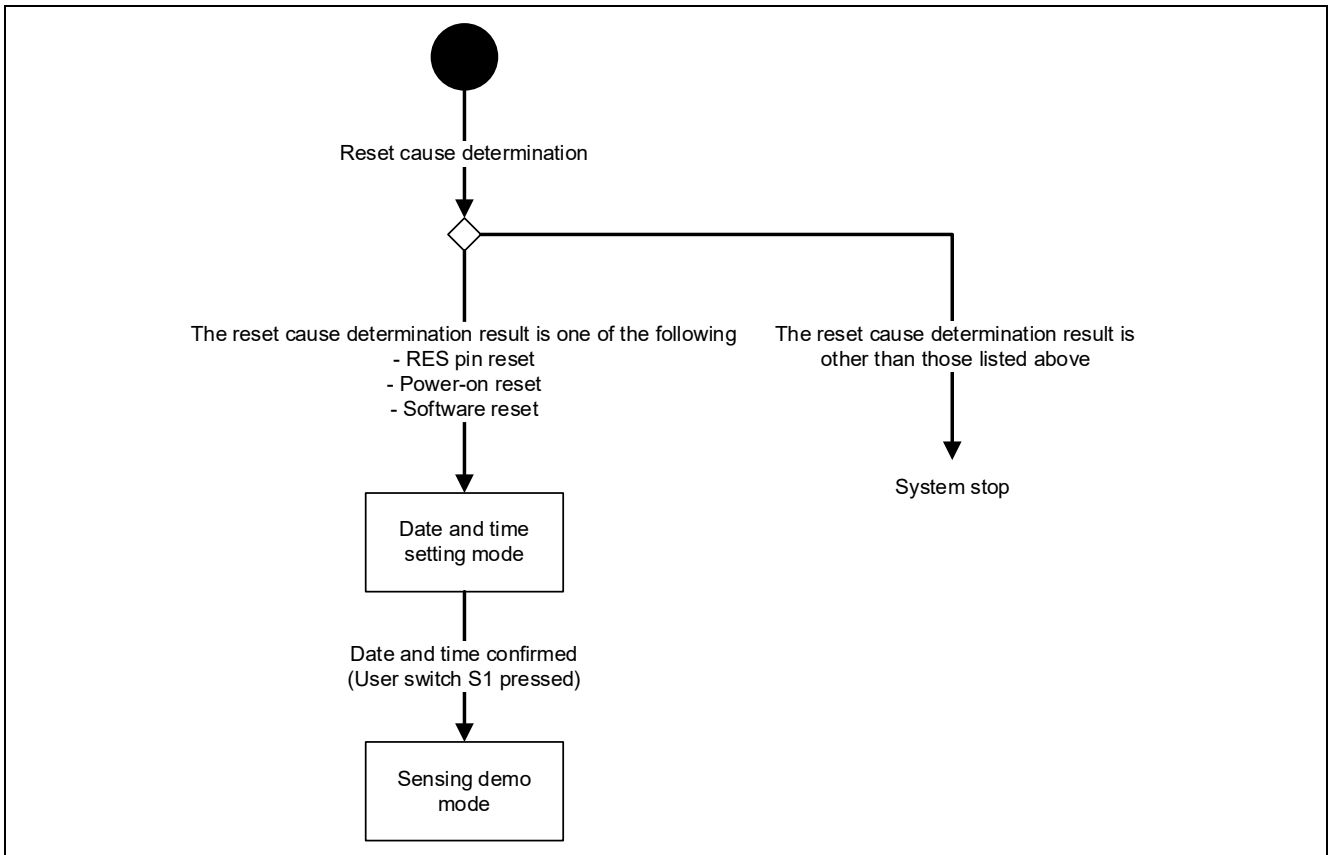 Reset cause determination
The reset cause determination result is one of the following
- RES pin reset
- Power-on reset
- Software reset
The reset cause determination result is
other than those listed above
System stop
Date and time
setting mode
Date and time confirmed
(User switch S1 pressed)
Sensing demo
mode